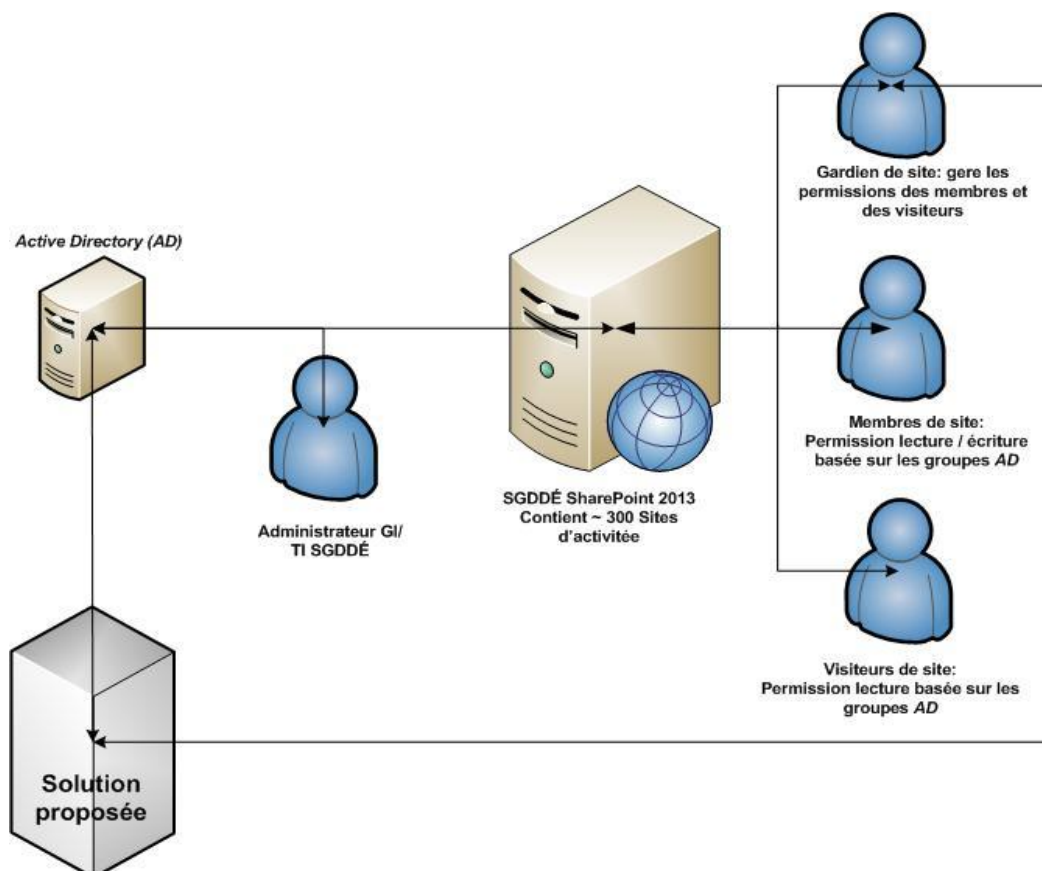 Gardien de site: gere les
permissions des membres et
des visiteurs
Active Directory (AD)
Membres de site:
Permission lecture / écriture
basée sur les groupes AD
SGDDÉ SharePoint 2013
Contient ~ 300 Sites
d'activitée
Administrateur GI/
TI SGDDÉ
Visiteurs de site:
Permission lecture basée sur les
groupes AD
Solution
proposée